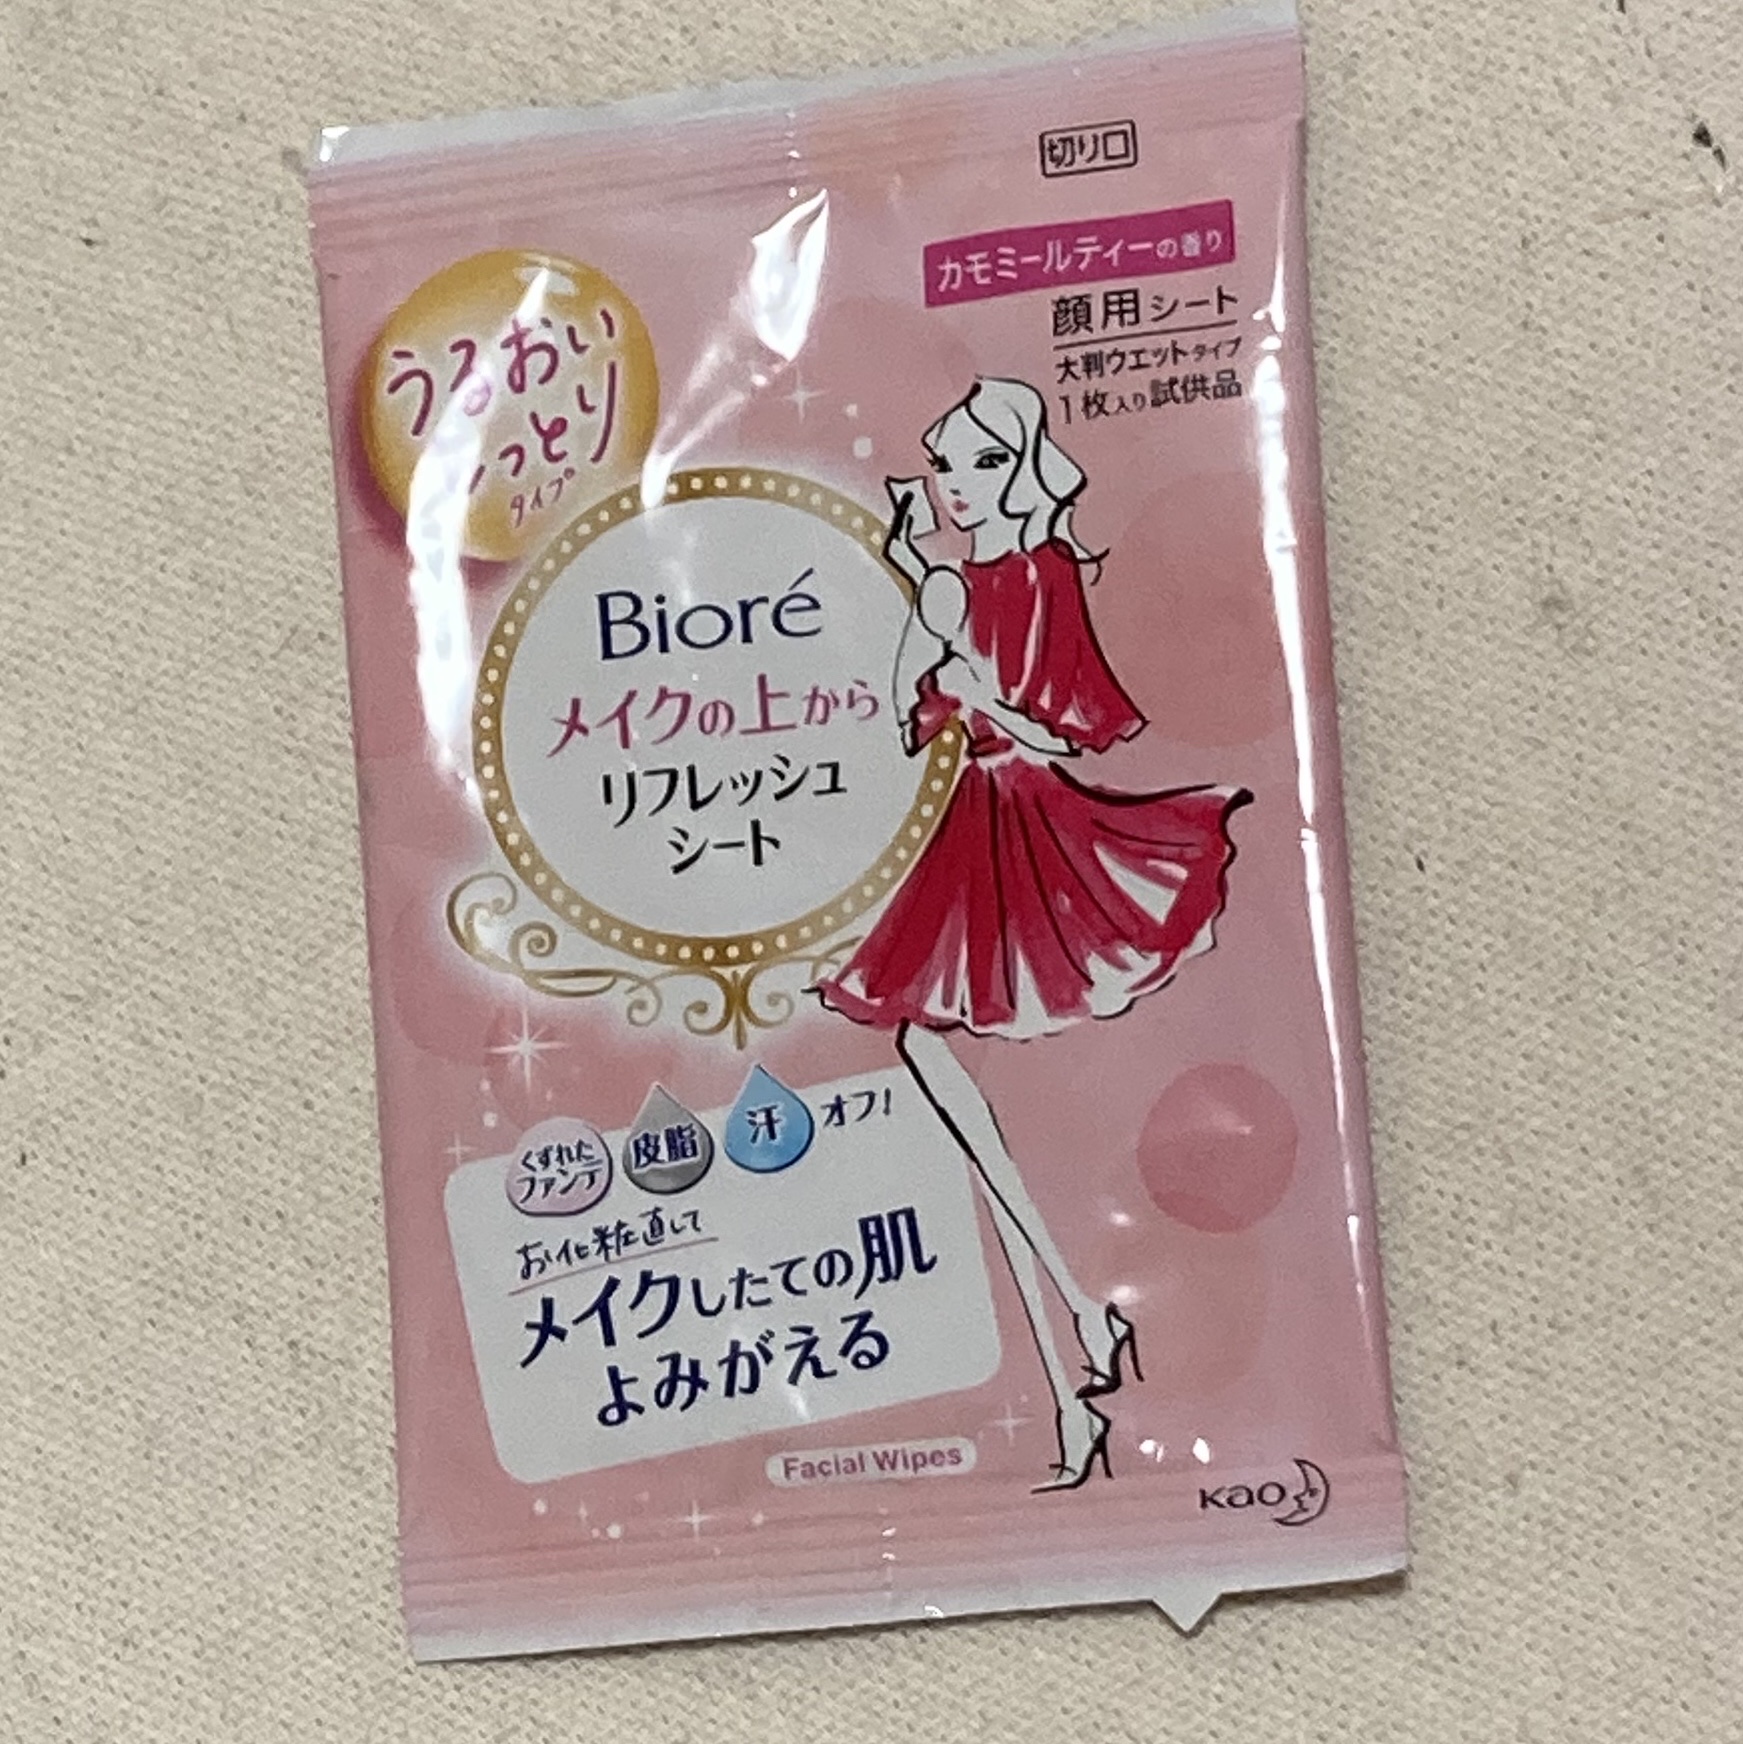 切り口
カモミールティーの香り
顔用シート
大判ウエットタイプ
1枚入り試供品
うるおい
しっとり
タイプ
Bioré
メイクの上から
リフレッシュ
シート
くずれた
ファンデ
皮脂
汗
オフ!
お化粧直して
メイクしたての肌
よみがえる
Facial Wipes
Kao